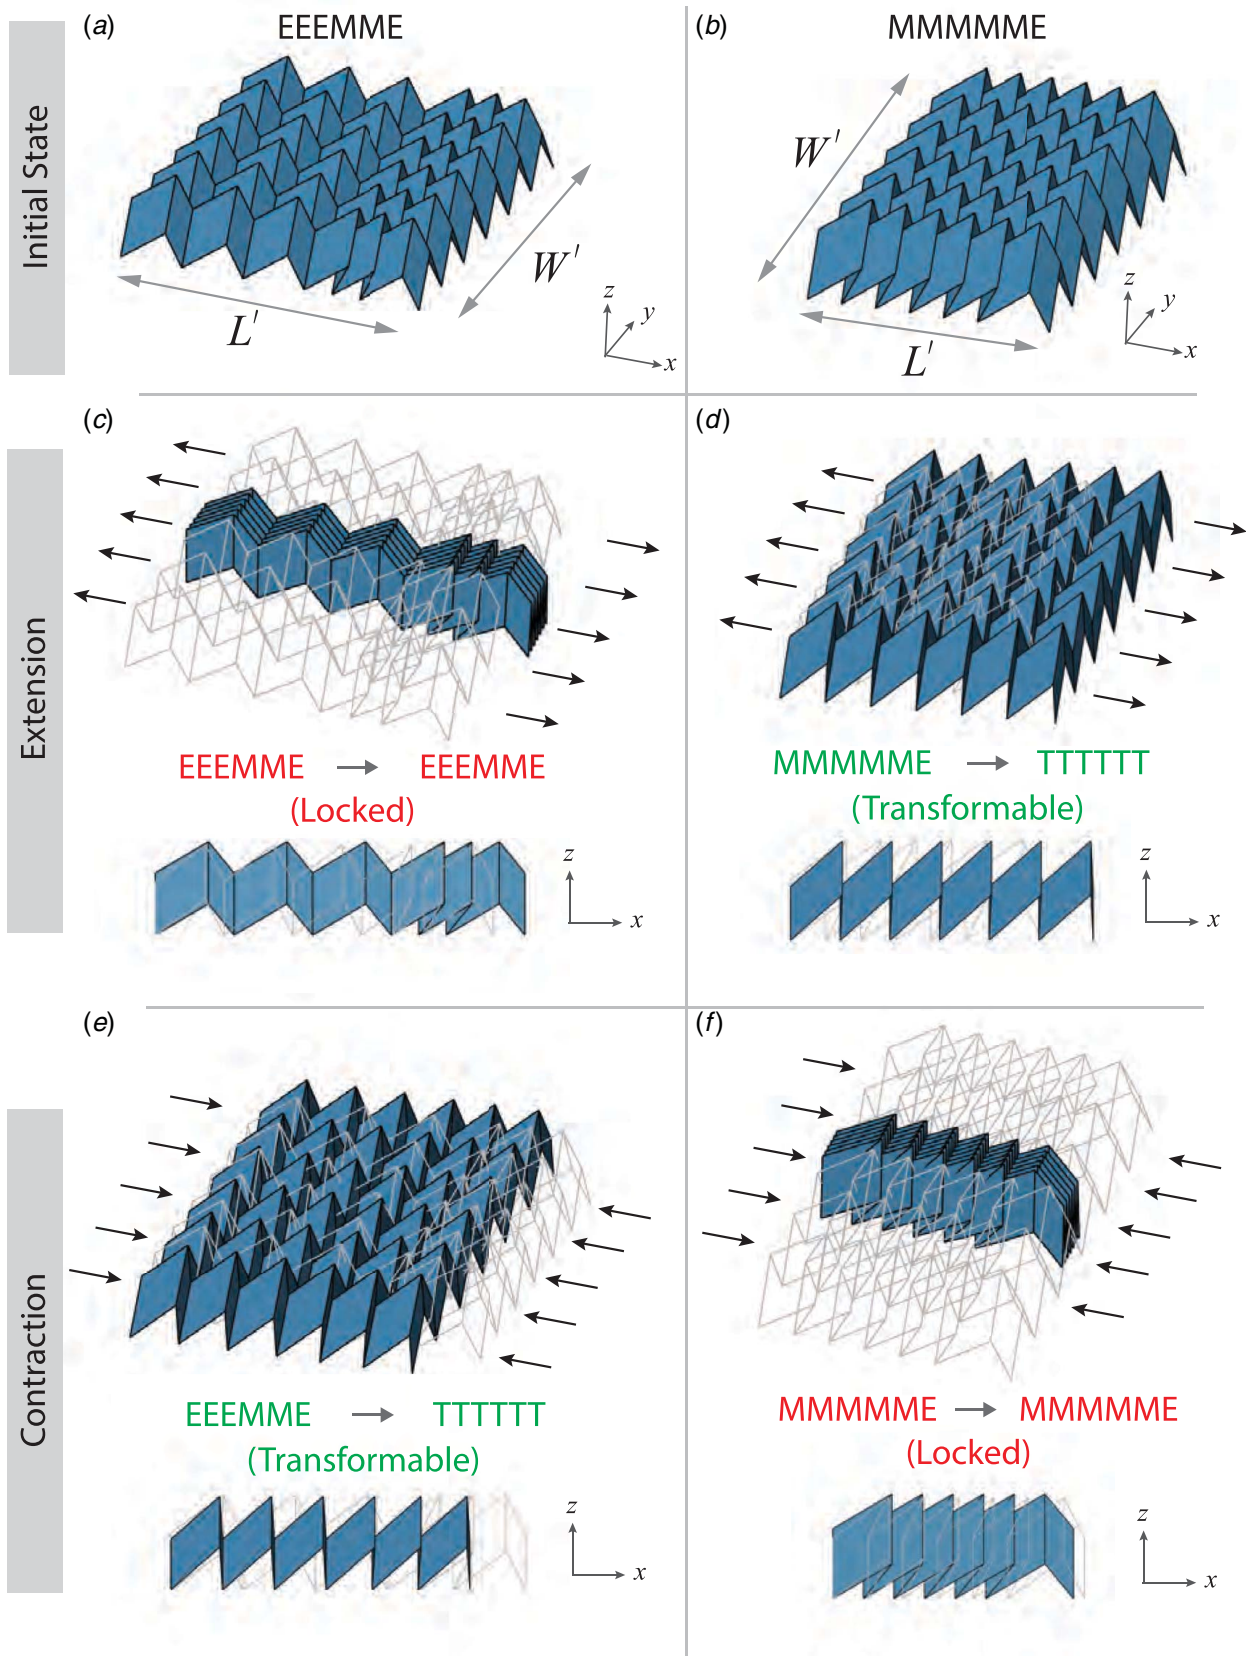 (a)
EEEMME
(b)
MMMMME
Initial State
W'
L'
z
y
x
W'
L'
z
y
x
(c)
(d)
Extension
EEEMME → EEEMME
(Locked)
z
x
MMMMME → TTTTTT
(Transformable)
z
x
(e)
(f)
Contraction
EEEMME → TTTTTT
(Transformable)
z
x
MMMMME → MMMMME
(Locked)
z
x